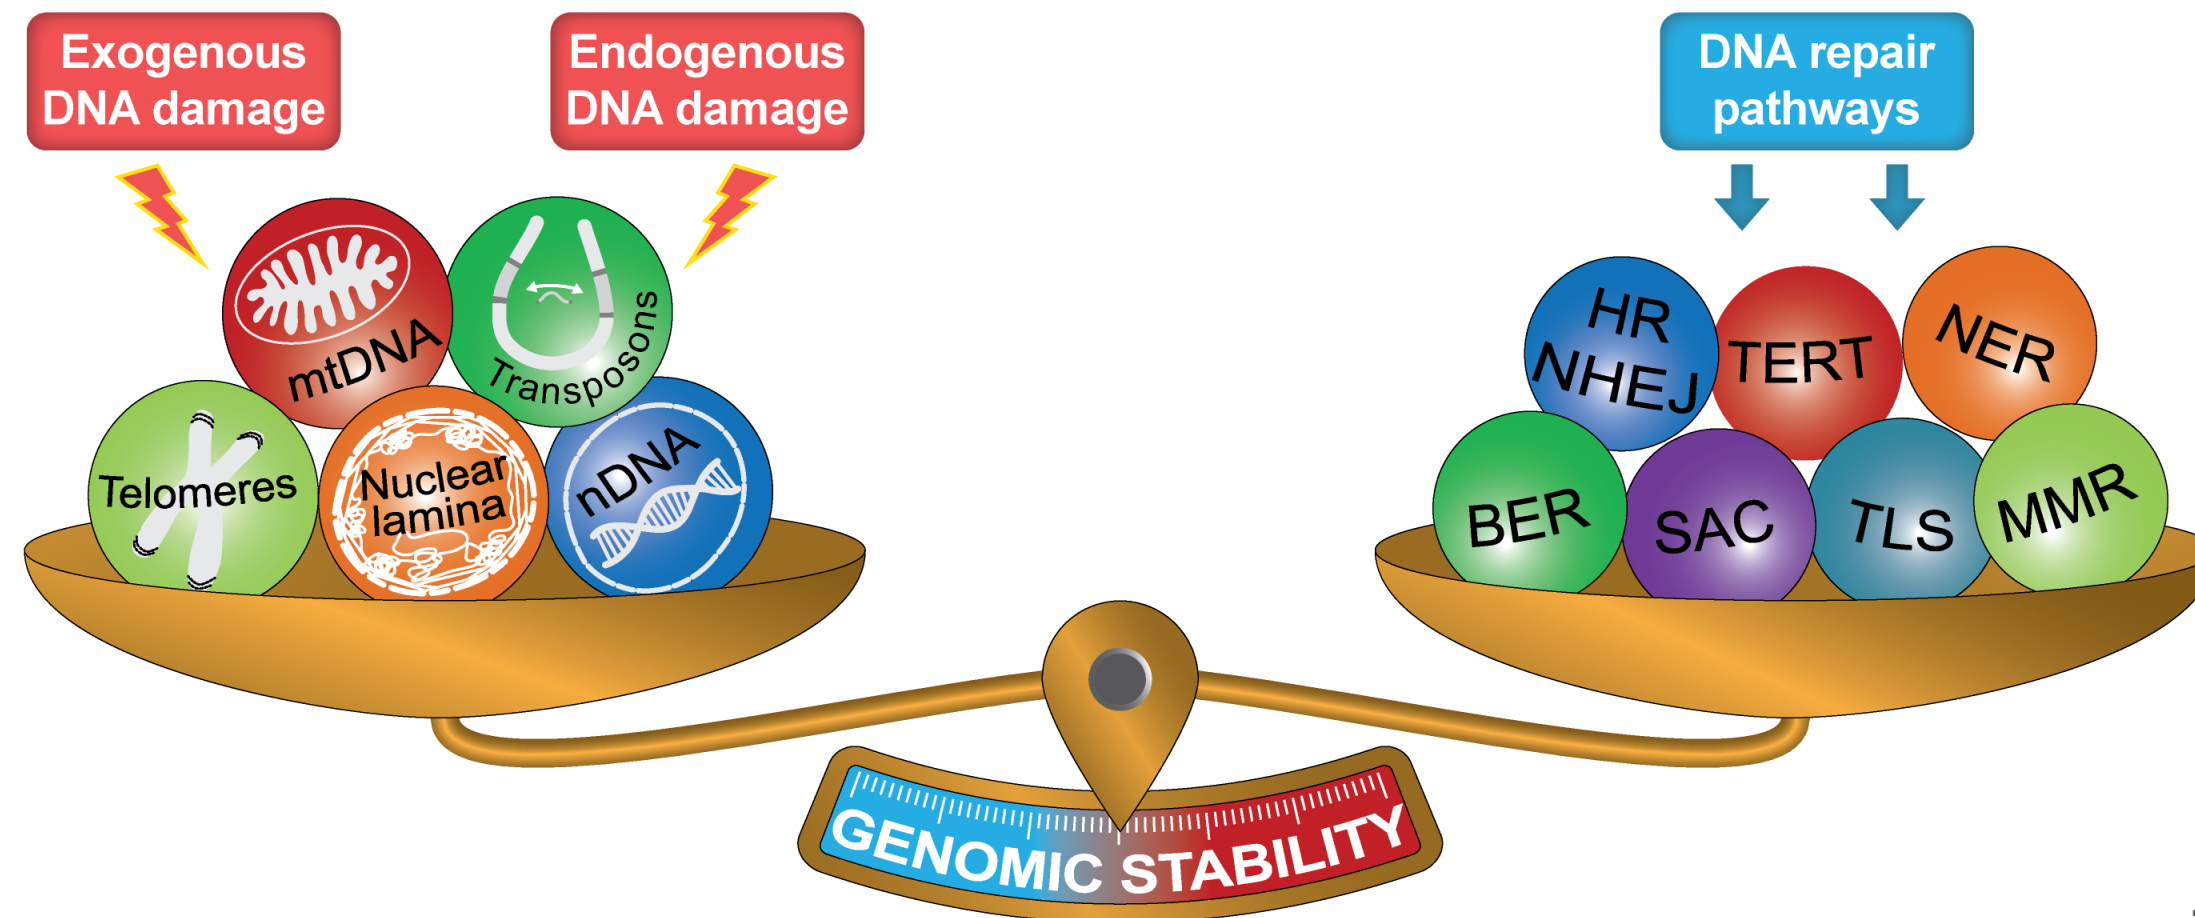 Exogenous
DNA damage
Endogenous
DNA damage
DNA repair
pathways
mtDNA
Transposons
Telomeres
Nuclear
lamina
nDNA
HR
NHEJ
TERT
NER
BER
SAC
TLS
MMR
GENOMIC STABILITY